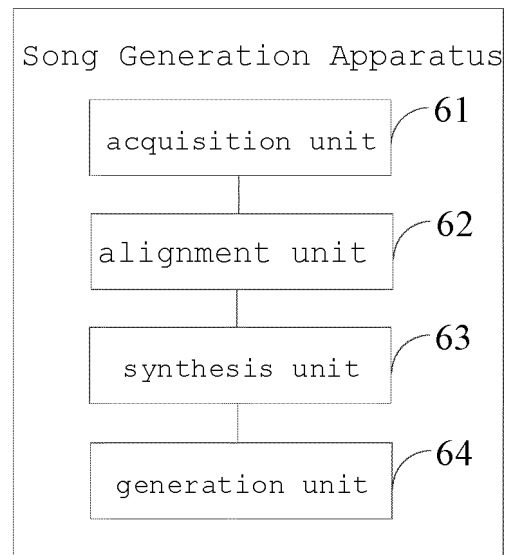 Song Generation Apparatus
61
acquisition unit
62
alignment unit
63
synthesis unit
64
generation unit